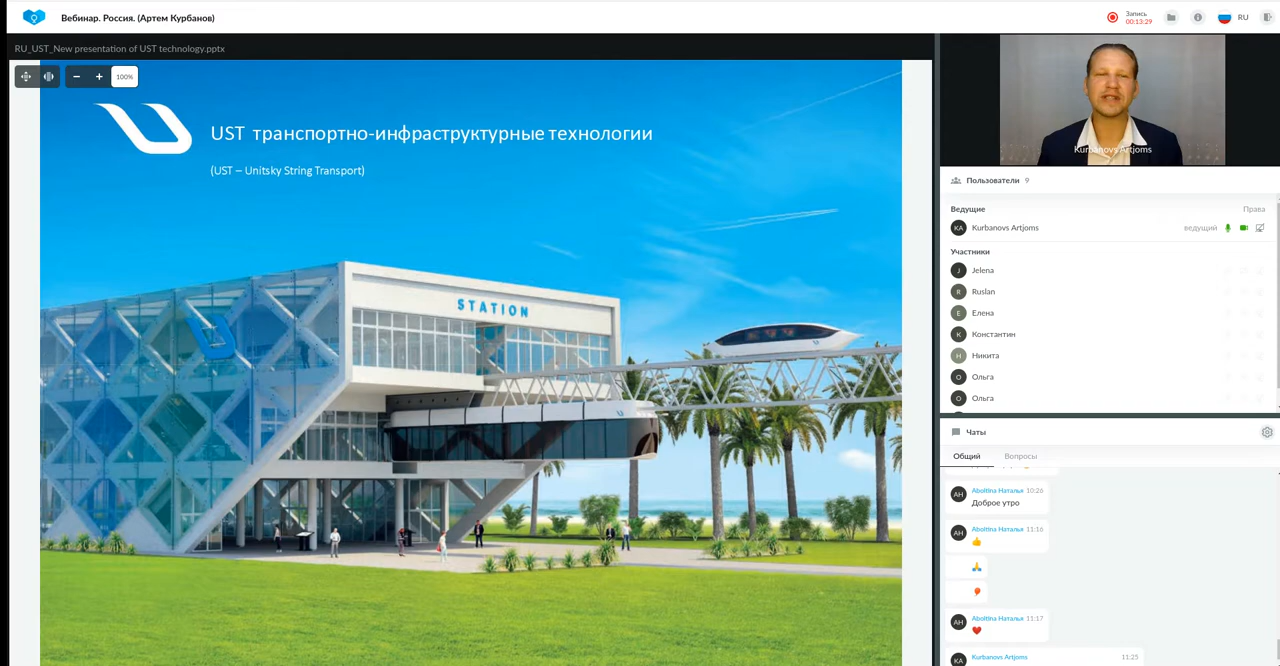 Вебинар. Россия. (Артем Курбанов)
Запись
00:13:29
RU
RU_UST_New presentation of UST technology.pptx
100%
UST транспортно-инфраструктурные технологии
(UST – Unitsky String Transport)
STATION
Kurbanovs Artjoms
Пользователи 9
Ведущие Права
KA Kurbanovs Artjoms ведущий
Участники
J Jelena
R Ruslan
Е Елена
К Константин
Н Никита
О Ольга
О Ольга
Чаты
Общий Вопросы
АН Aboltina Наталья 10:26
Доброе утро
АН Aboltina Наталья 11:16
АН Aboltina Наталья 11:17
KA Kurbanovs Artjoms 11:25